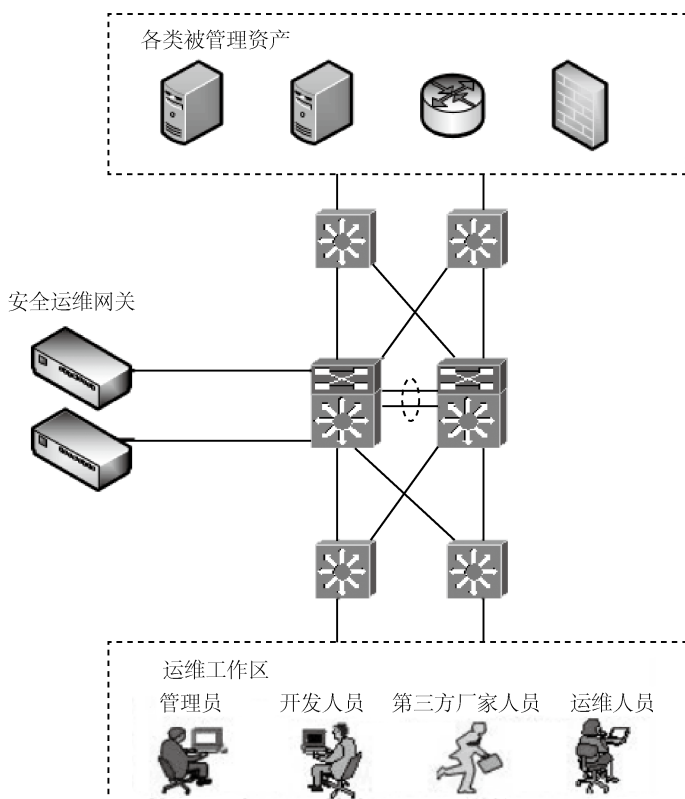 各类被管理资产
安全运维网关
运维工作区
管理员
开发人员
第三方厂家人员
运维人员